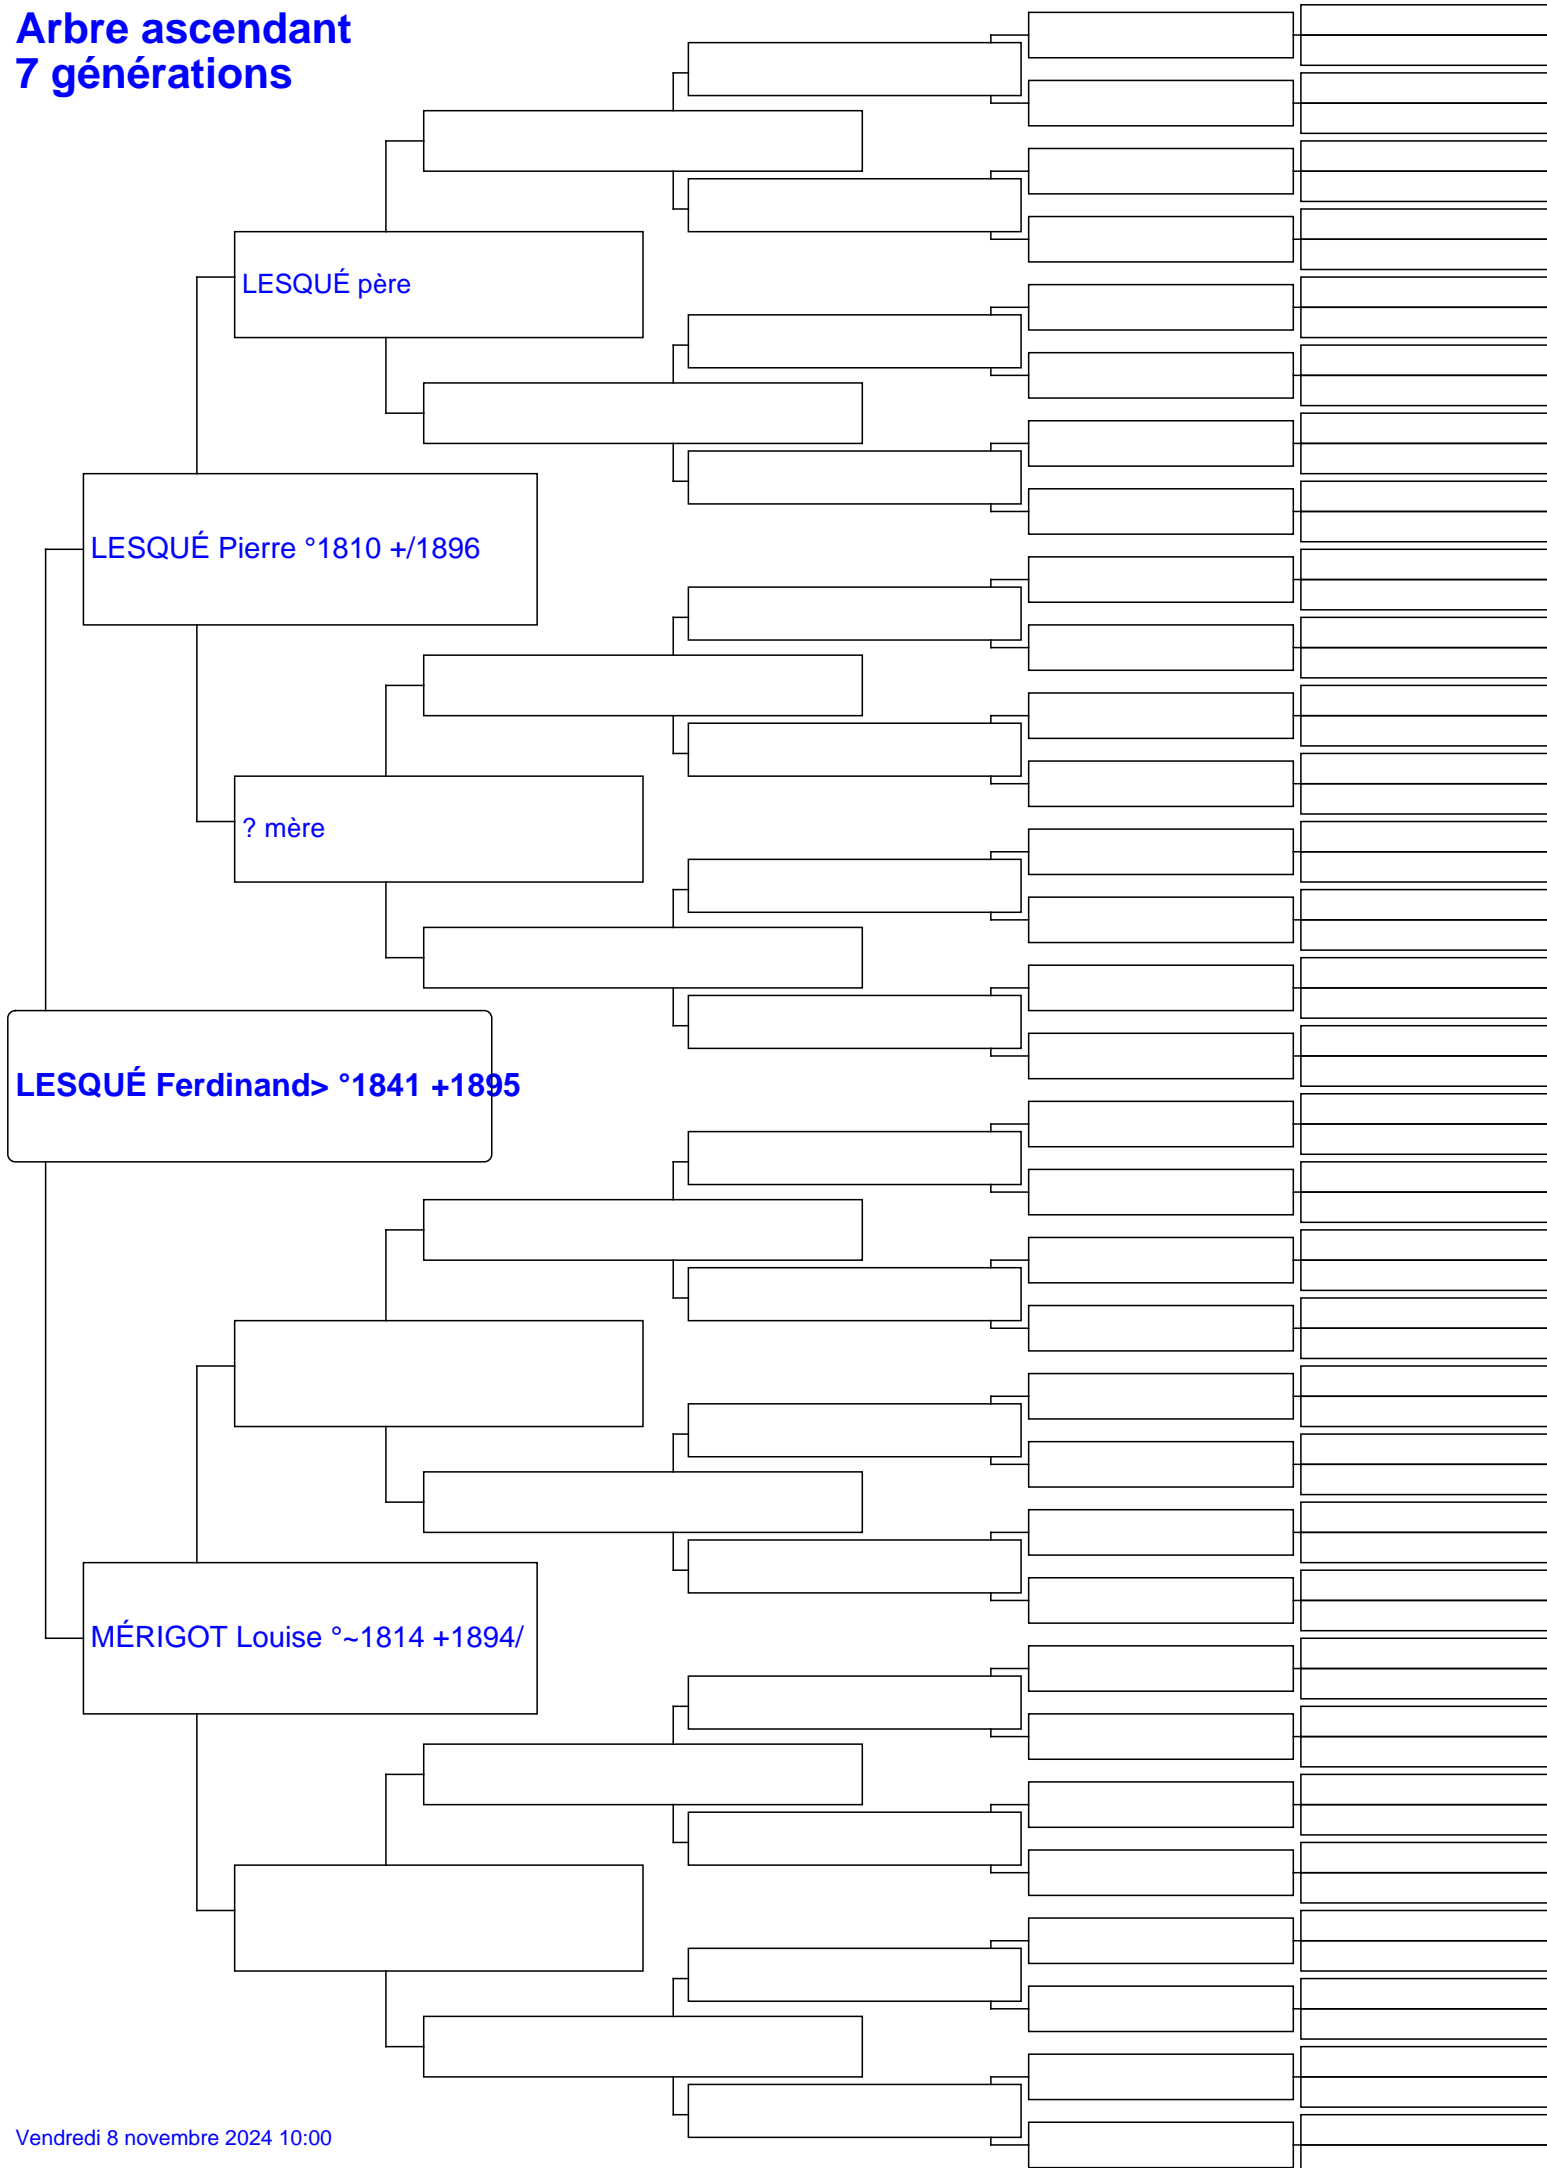 Arbre ascendant
7 générations
LESQUÉ père
LESQUÉ Pierre °1810 +/1896
? mère
LESQUÉ Ferdinand> °1841 +1895
MÉRIGOT Louise °~1814 +1894/
Vendredi 8 novembre 2024 10:00